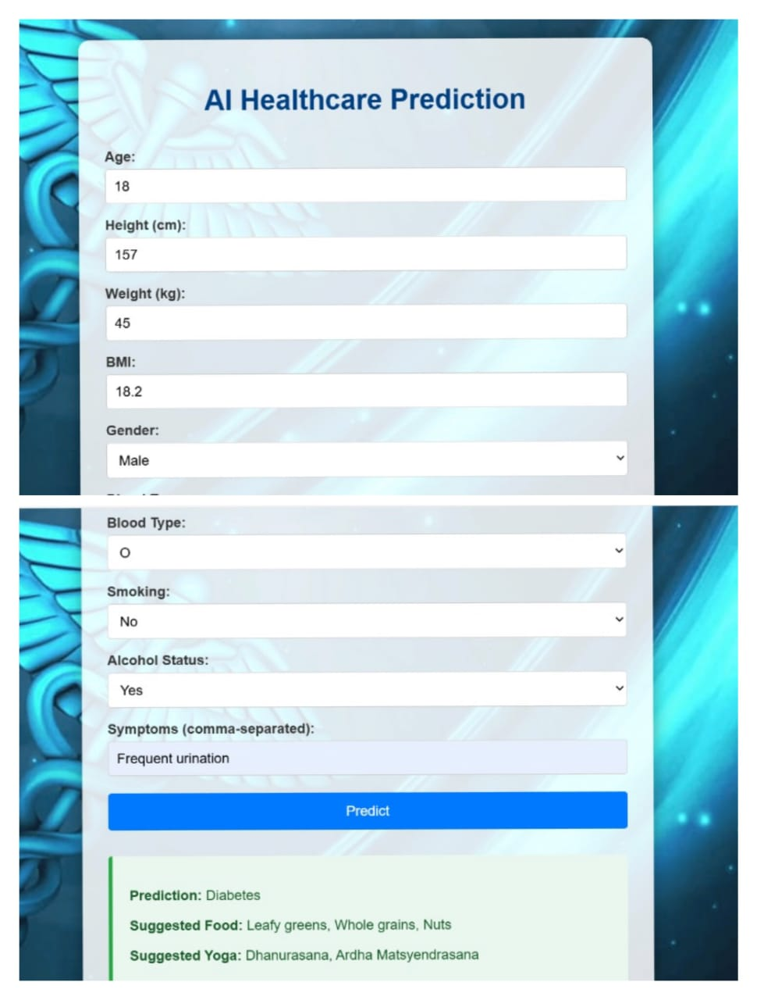 AI Healthcare Prediction
Age:
18
Height (cm):
157
Weight (kg):
45
BMI:
18.2
Gender:
Male
Blood Type:
O
Smoking:
No
Alcohol Status:
Yes
Symptoms (comma-separated):
Frequent urination
Predict
Prediction: Diabetes
Suggested Food: Leafy greens, Whole grains, Nuts
Suggested Yoga: Dhanurasana, Ardha Matsyendrasana